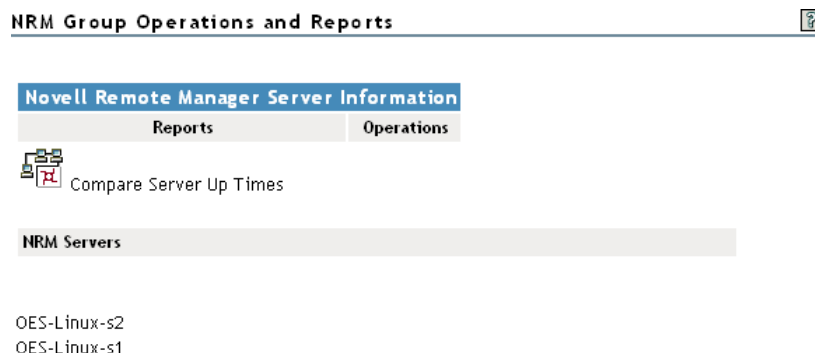 NRM Group Operations and Reports
Novell Remote Manager Server Information
Reports Operations
Compare Server Up Times
NRM Servers
OES-Linux-s2
OES-Linux-s1